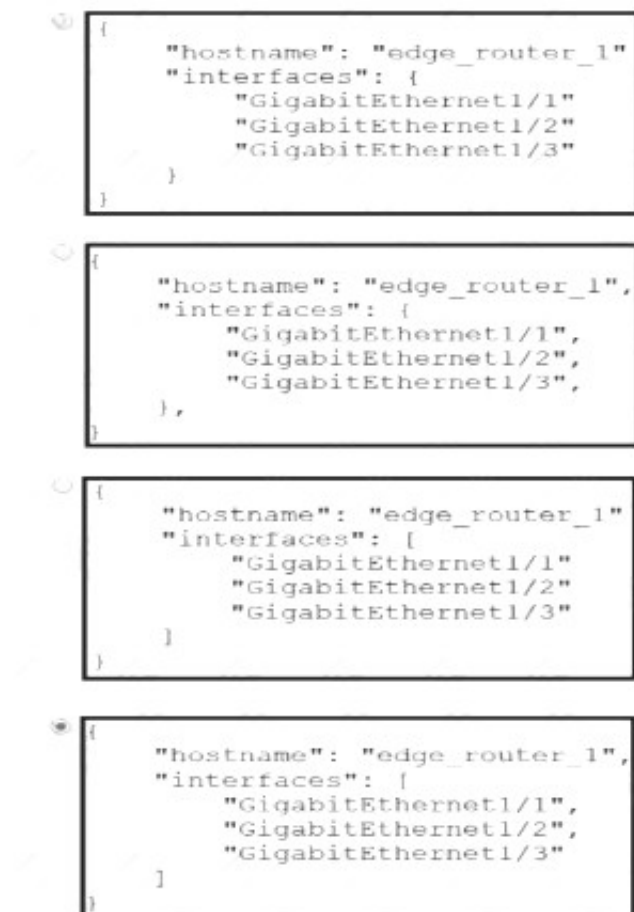 {
"hostname": "edge_router_1"
"interfaces": {
"GigabitEthernet1/1"
"GigabitEthernet1/2"
"GigabitEthernet1/3"
}
}
{
"hostname": "edge_router_1",
"interfaces": {
"GigabitEthernet1/1",
"GigabitEthernet1/2",
"GigabitEthernet1/3",
},
}
{
"hostname": "edge_router_1"
"interfaces": [
"GigabitEthernet1/1"
"GigabitEthernet1/2"
"GigabitEthernet1/3"
]
}
{
"hostname": "edge_router_1",
"interfaces": [
"GigabitEthernet1/1",
"GigabitEthernet1/2",
"GigabitEthernet1/3"
]
}